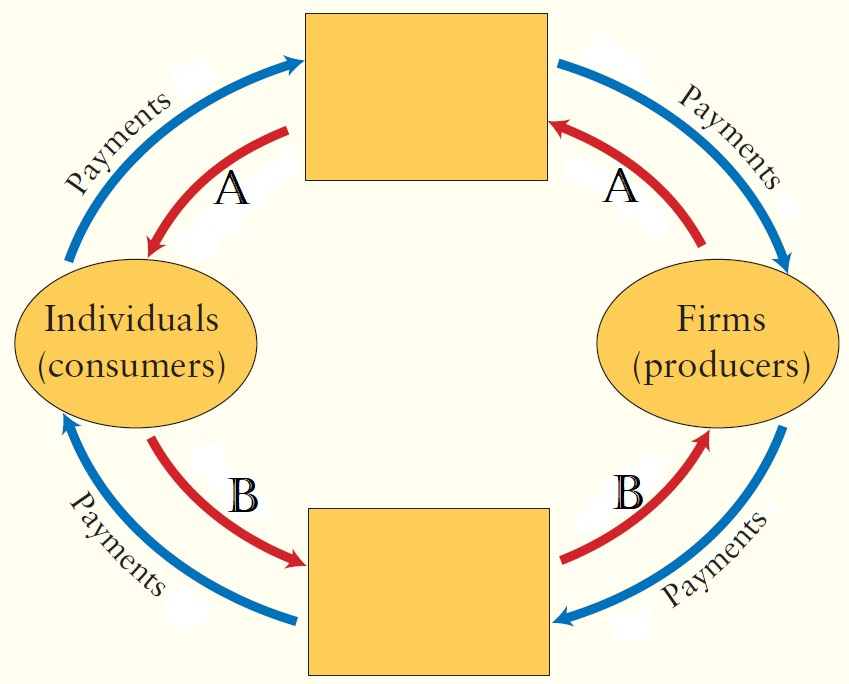 Payments
Payments
A
A
Individuals
(consumers)
Firms
(producers)
B
B
Payments
Payments